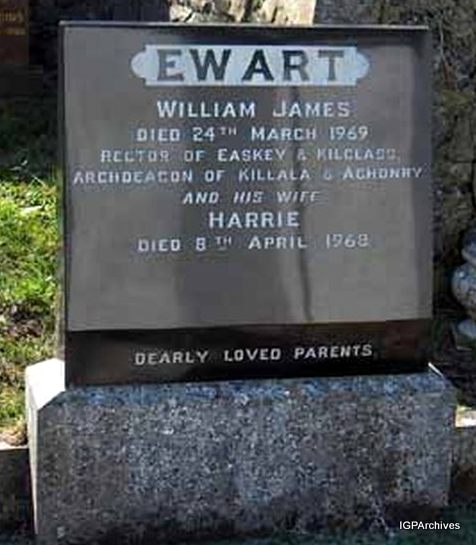 EWART
WILLIAM JAMES
DIED 24TH MARCH 1969
RECTOR OF EASKEY & KILGLASS,
ARCHDEACON OF KILLALA & ACHONRY
AND HIS WIFE
HARRIE
DIED 8TH APRIL 1968
DEARLY LOVED PARENTS.
IGPArchives